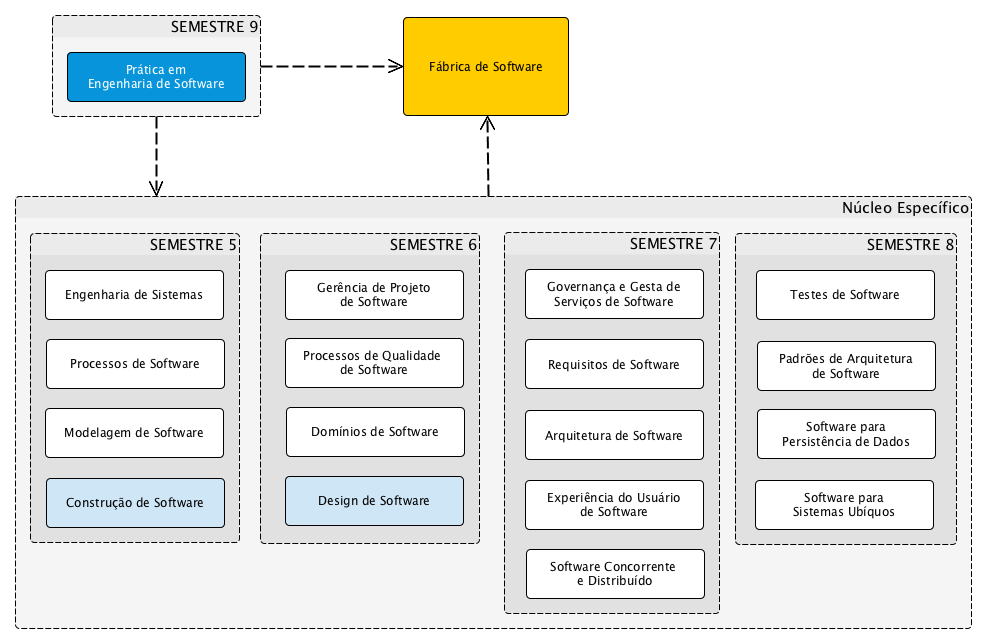 SEMESTRE 9
Prática em
Engenharia de Software
Fábrica de Software
Núcleo Específico
SEMESTRE 5
Engenharia de Sistemas
Processos de Software
Modelagem de Software
Construção de Software
SEMESTRE 6
Gerência de Projeto
de Software
Processos de Qualidade
de Software
Domínios de Software
Design de Software
SEMESTRE 7
Governança e Gesta de
Serviços de Software
Requisitos de Software
Arquitetura de Software
Experiência do Usuário
de Software
Software Concorrente
e Distribuído
SEMESTRE 8
Testes de Software
Padrões de Arquitetura
de Software
Software para
Persistência de Dados
Software para
Sistemas Ubíquos